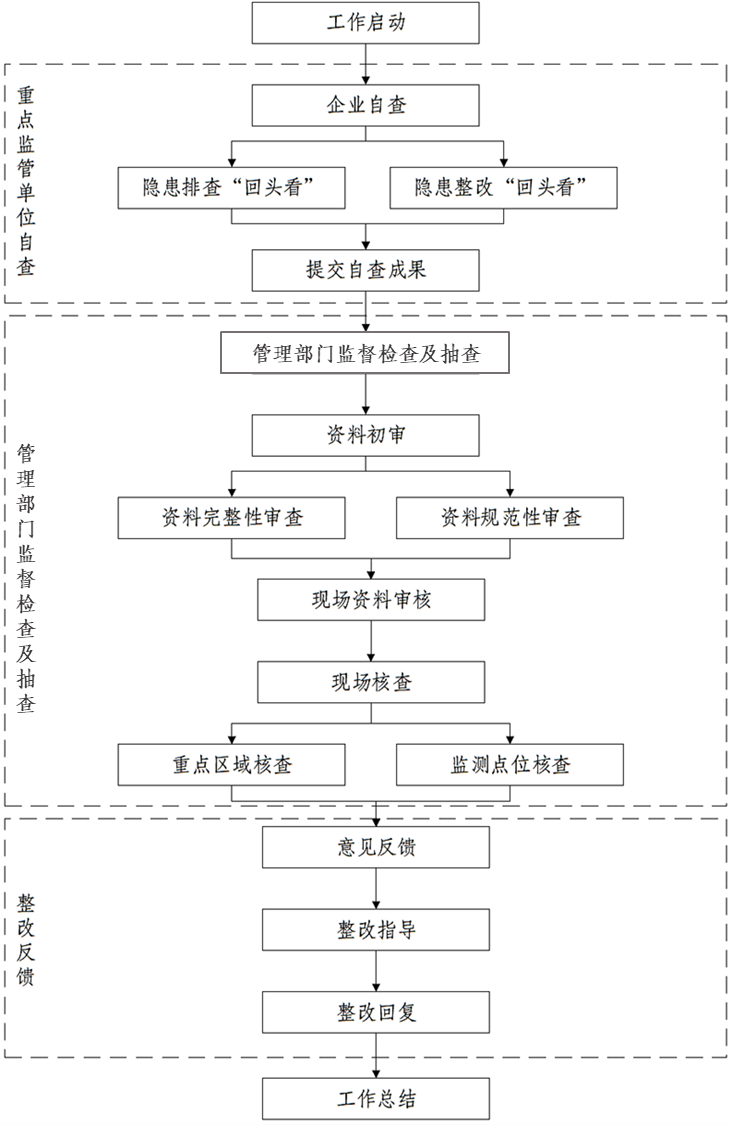 工作启动
重点监管单位自查
企业自查
隐患排查“回头看”
隐患整改“回头看”
提交自查成果
管理部门监督检查及抽查
管理部门监督检查及抽查
资料初审
资料完整性审查
资料规范性审查
现场资料审核
现场核查
重点区域核查
监测点位核查
整改反馈
意见反馈
整改指导
整改回复
工作总结